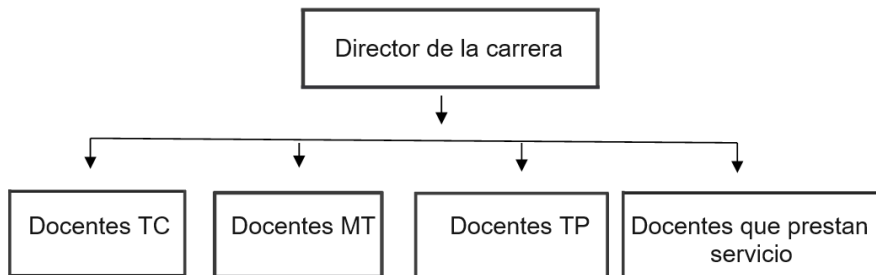 Director de la carrera
Docentes TC
Docentes MT
Docentes TP
Docentes que prestan
servicio